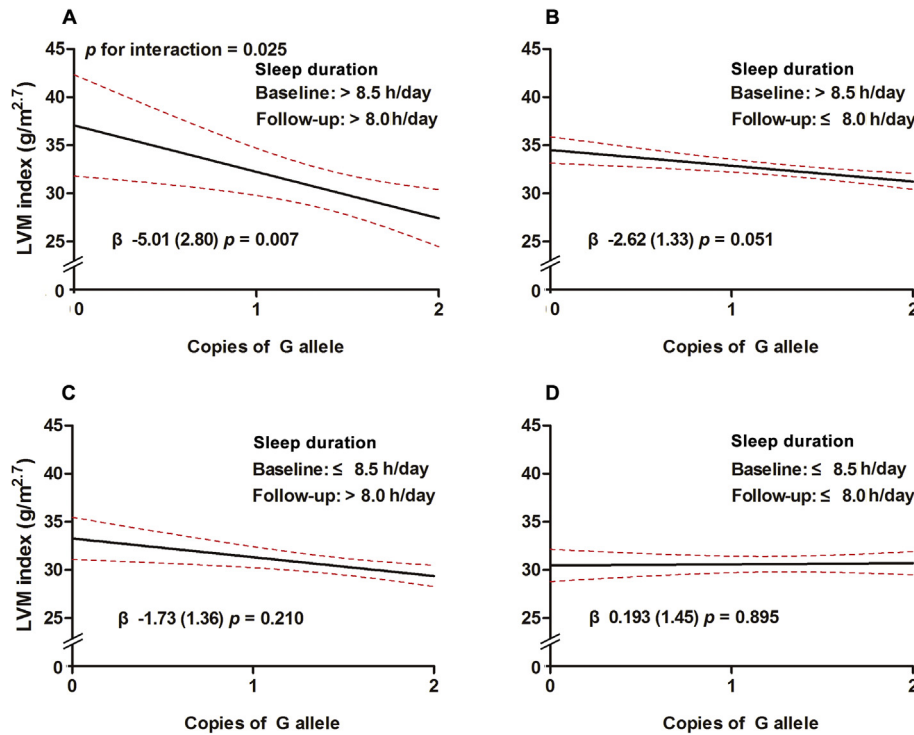 A
p for interaction = 0.025
Sleep duration
Baseline: > 8.5 h/day
Follow-up: > 8.0 h/day
LVM index (g/m2.7)
45
40
35
30
25
0
β -5.01 (2.80) p = 0.007
0 1 2
Copies of G allele
B
Sleep duration
Baseline: > 8.5 h/day
Follow-up: ≤ 8.0 h/day
45
40
35
30
25
0
β -2.62 (1.33) p = 0.051
0 1 2
Copies of G allele
C
Sleep duration
Baseline: ≤ 8.5 h/day
Follow-up: > 8.0 h/day
LVM index (g/m2.7)
45
40
35
30
25
0
β -1.73 (1.36) p = 0.210
0 1 2
Copies of G allele
D
Sleep duration
Baseline: ≤ 8.5 h/day
Follow-up: ≤ 8.0 h/day
45
40
35
30
25
0
β 0.193 (1.45) p = 0.895
0 1 2
Copies of G allele